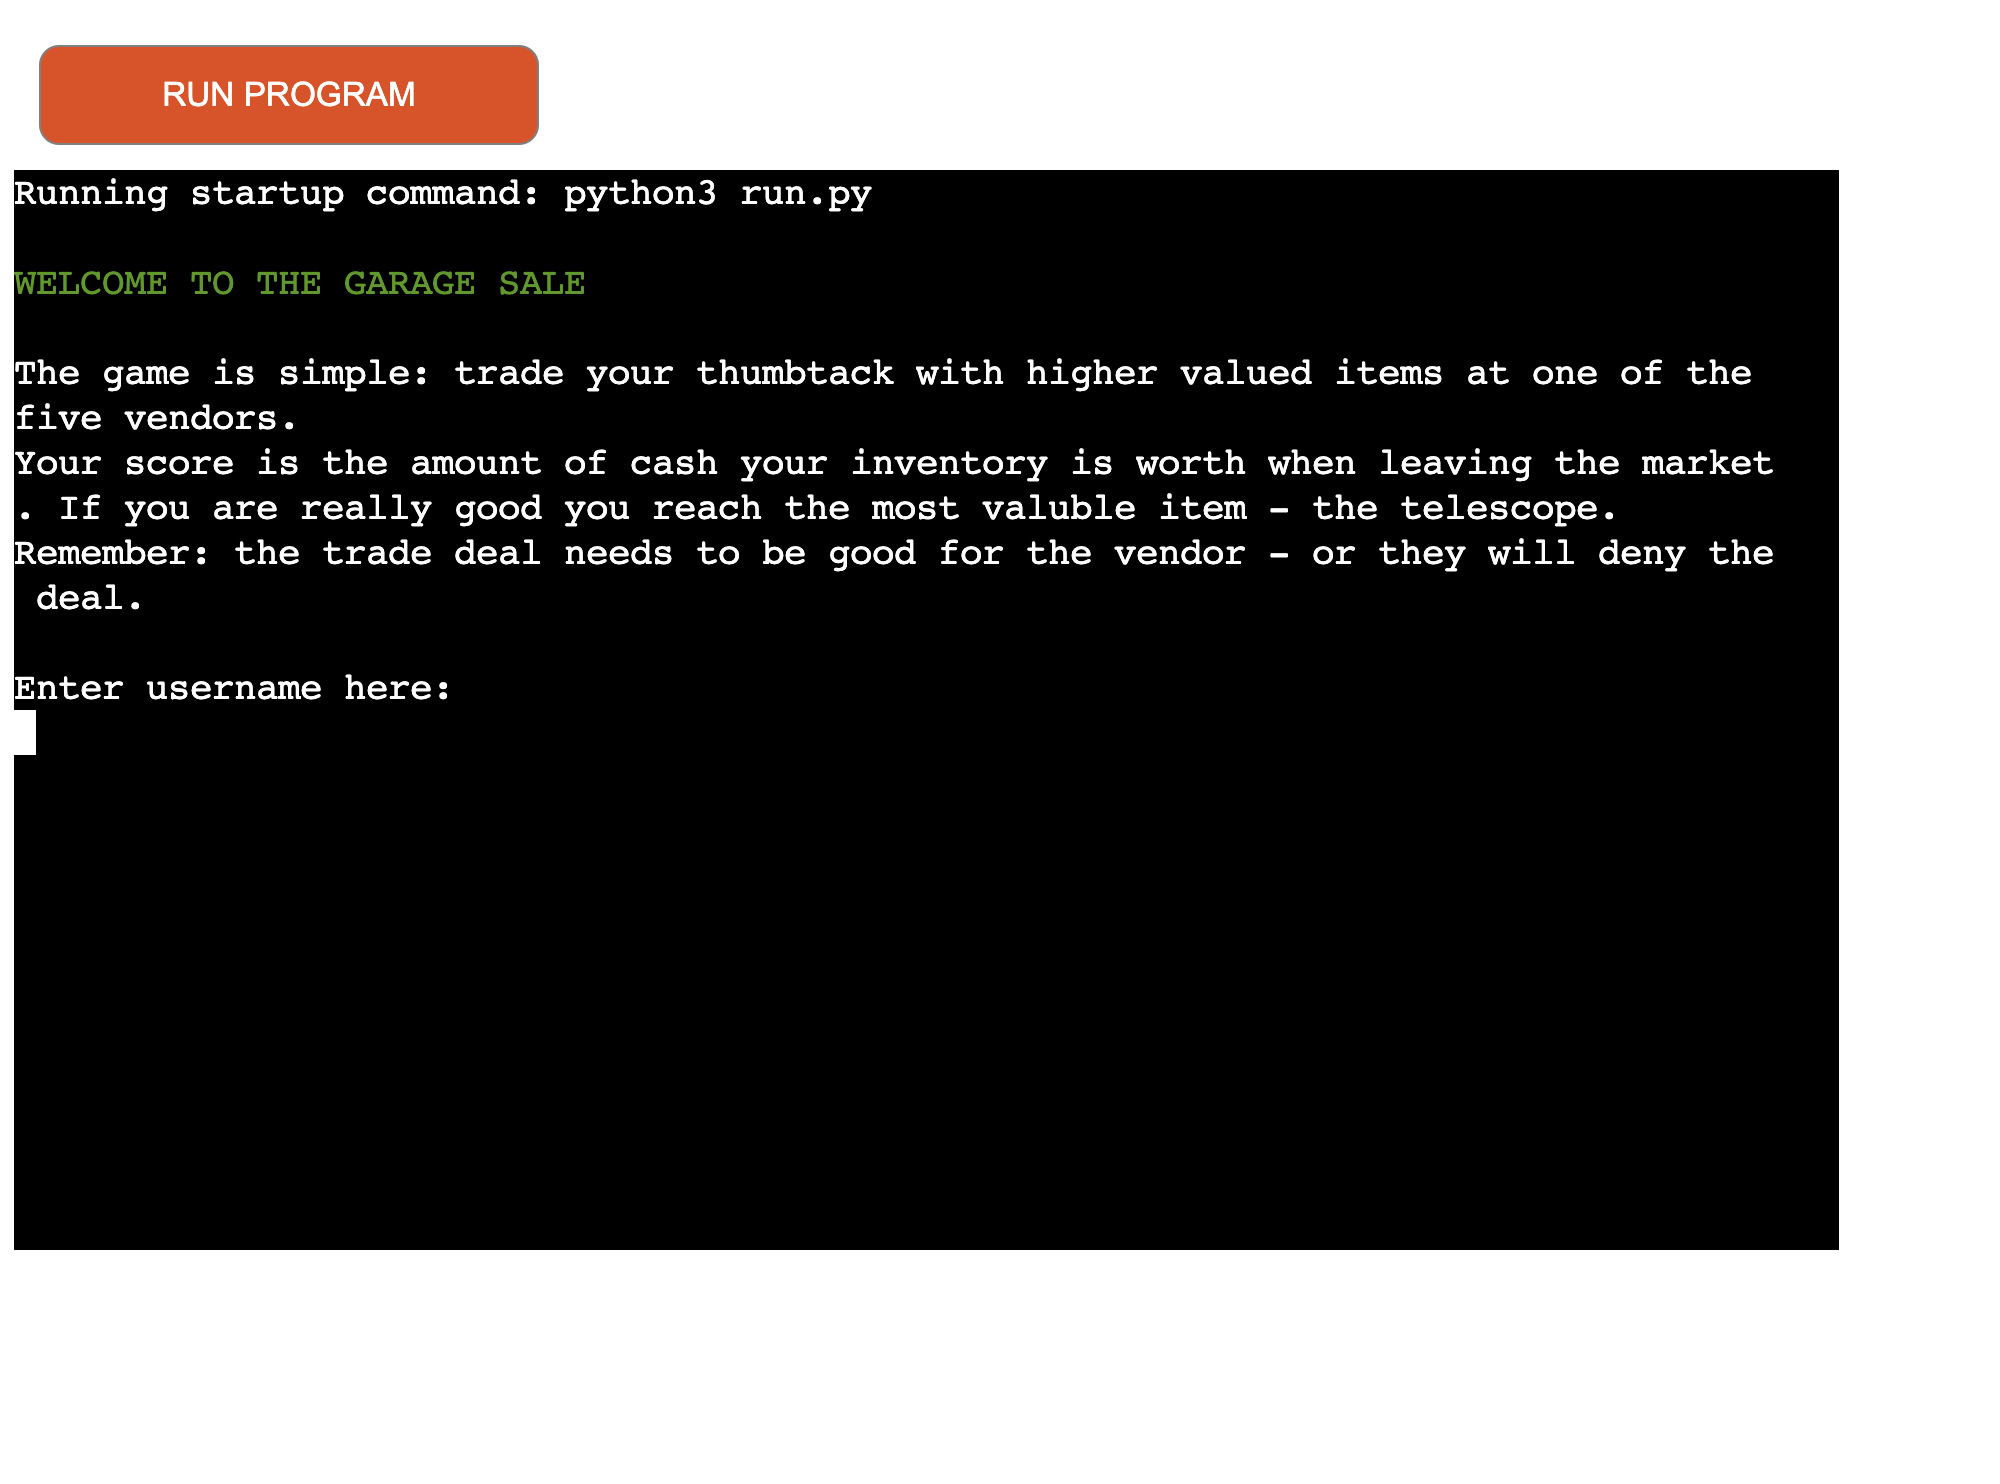 RUN PROGRAM
Running startup command: python3 run.py
WELCOME TO THE GARAGE SALE
The game is simple: trade your thumbtack with higher valued items at one of the
five vendors.
Your score is the amount of cash your inventory is worth when leaving the market
. If you are really good you reach the most valuble item - the telescope.
Remember: the trade deal needs to be good for the vendor - or they will deny the
 deal.
Enter username here: